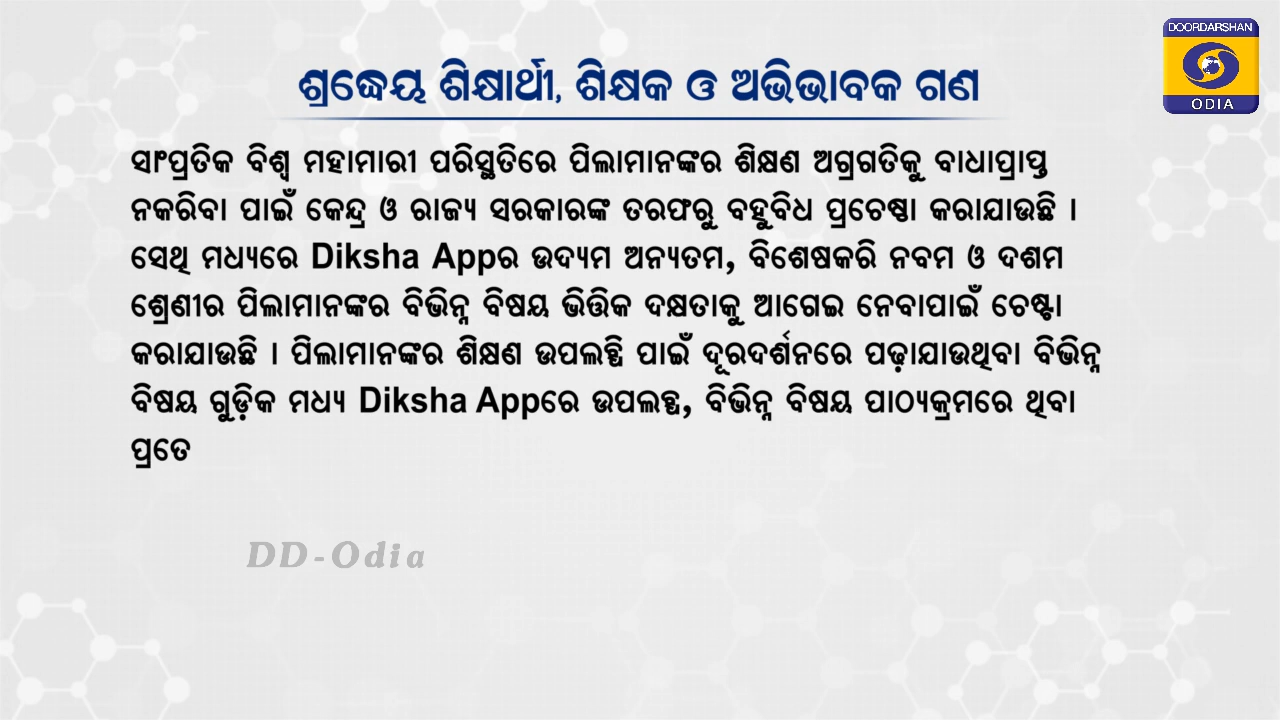 DOORDARSHAN
ODIA
ଶ୍ରଦ୍ଧେୟ ଶିକ୍ଷାର୍ଥୀ, ଶିକ୍ଷକ ଓ ଅଭିଭାବକ ଗଣ
ସାଂପ୍ରତିକ ବିଶ୍ୱ ମହାମାରୀ ପରିସ୍ଥିତିରେ ପିଲାମାନଙ୍କର ଶିକ୍ଷଣ ଅଗ୍ରଗତିକୁ ବାଧାପ୍ରାପ୍ତ
ନକରିବା ପାଇଁ କେନ୍ଦ୍ର ଓ ରାଜ୍ୟ ସରକାରଙ୍କ ତରଫରୁ ବହୁବିଧ ପ୍ରଚେଷ୍ଠା କରାଯାଉଛି ।
ସେଥି ମଧ୍ୟରେ Diksha Appର ଉଦ୍ୟମ ଅନ୍ୟତମ, ବିଶେଷକରି ନବମ ଓ ଦଶମ
ଶ୍ରେଣୀର ପିଲାମାନଙ୍କର ବିଭିନ୍ନ ବିଷୟ ଭିତ୍ତିକ ଦକ୍ଷତାକୁ ଆଗେଇ ନେବାପାଇଁ ଚେଷ୍ଟା
କରାଯାଉଛି । ପିଲାମାନଙ୍କର ଶିକ୍ଷଣ ଉପଲବ୍ଧି ପାଇଁ ଦୂରଦର୍ଶନରେ ପଢ଼ାଯାଉଥିବା ବିଭିନ୍ନ
ବିଷୟ ଗୁଡ଼ିକ ମଧ୍ୟ Diksha Appରେ ଉପଲବ୍ଧ, ବିଭିନ୍ନ ବିଷୟ ପାଠ୍ୟକ୍ରମରେ ଥିବା
ପ୍ରତେ
DD-Odia